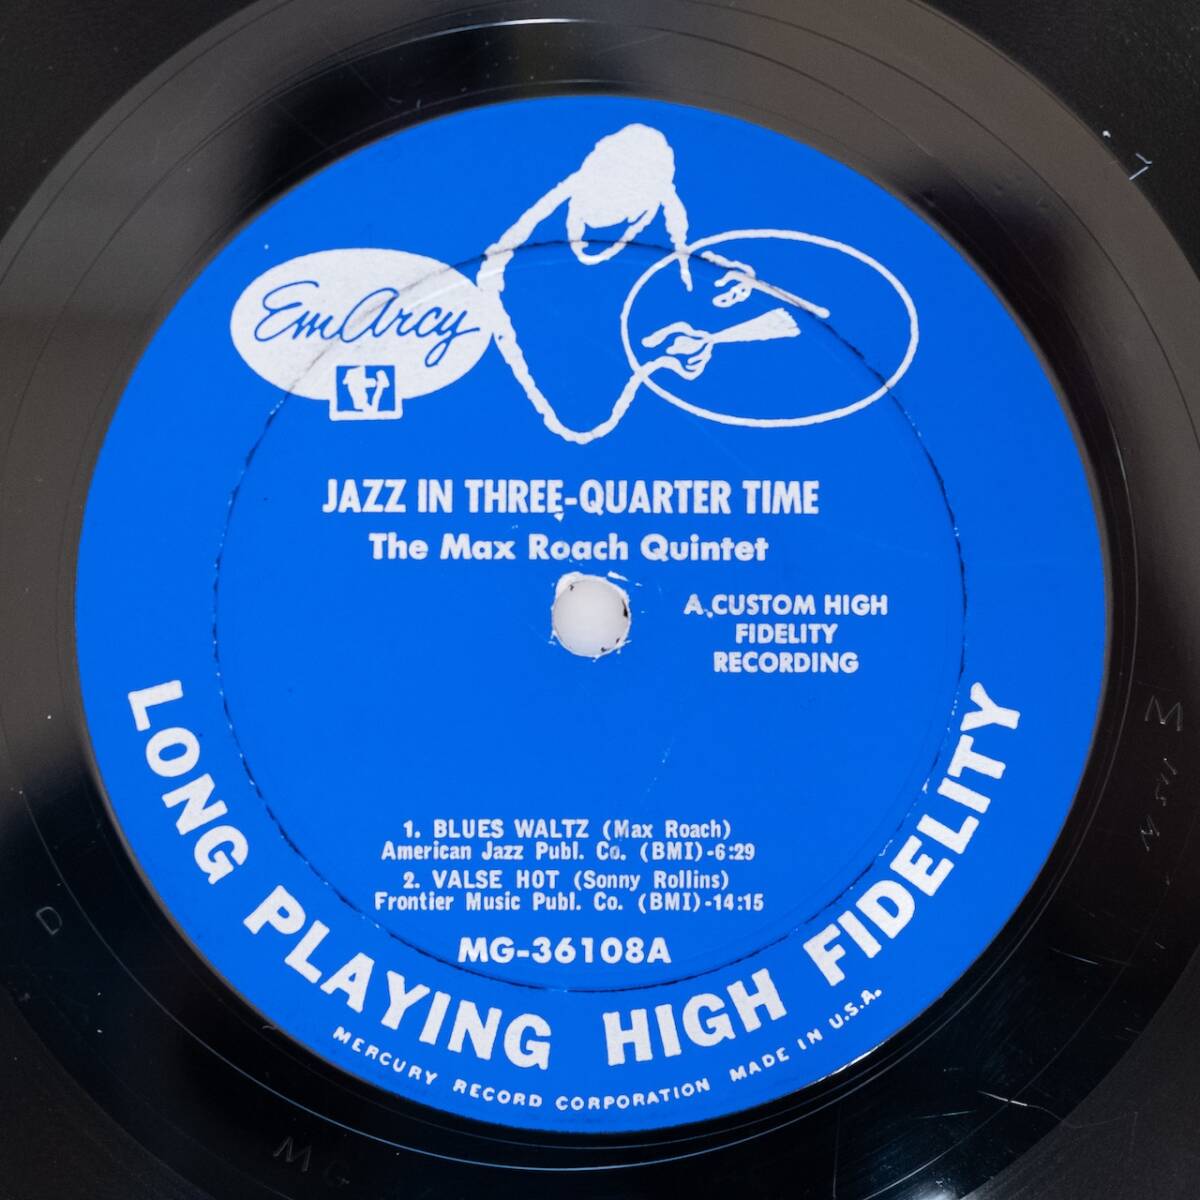 EmArcy
JAZZ IN THREE-QUARTER TIME
The Max Roach Quintet
A CUSTOM HIGH
FIDELITY
RECORDING
1. BLUES WALTZ (Max Roach)
American Jazz Publ. Co. (BMI)-6:29
2. VALSE HOT (Sonny Rollins)
Frontier Music Publ. Co. (BMI)-14:15
MG-36108A
LONG PLAYING HIGH FIDELITY
MERCURY RECORD CORPORATION MADE IN U.S.A.
D
MG